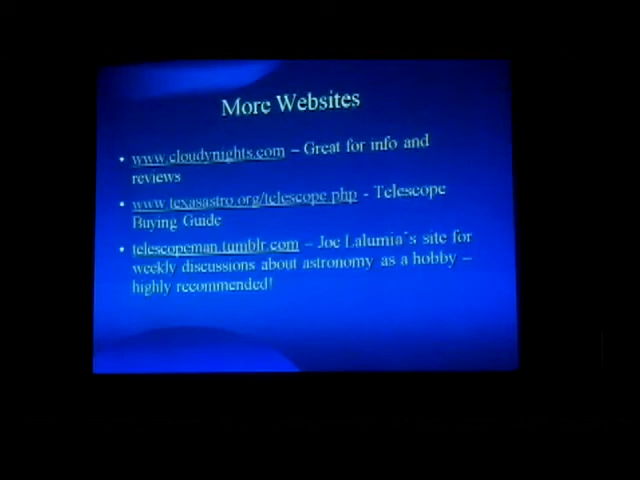 More Websites
• www.cloudynights.com – Great for info and
reviews
• www.texasastro.org/telescope.php - Telescope
Buying Guide
• telescopeman.tumblr.com – Joe Lalumia´s site for
weekly discussions about astronomy as a hobby –
highly recommended!